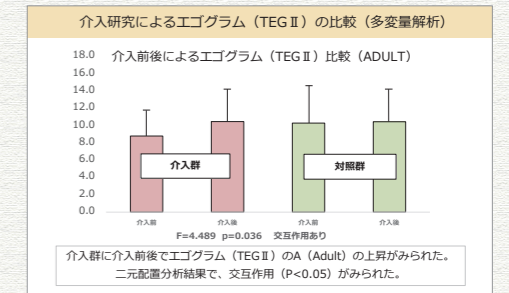 介入研究によるエゴグラム（TEGⅡ）の比較（多変量解析）
介入前後によるエゴグラム（TEGⅡ）比較（ADULT）
18.0
16.0
14.0
12.0
10.0
8.0
6.0
4.0
2.0
0.0
介入群
対照群
介入前
介入後
介入前
介入後
F=4.489 p=0.036 交互作用あり
介入群に介入前後でエゴグラム（TEGⅡ）のA（Adult）の上昇がみられた。
二元配置分析結果で、交互作用（P<0.05）がみられた。